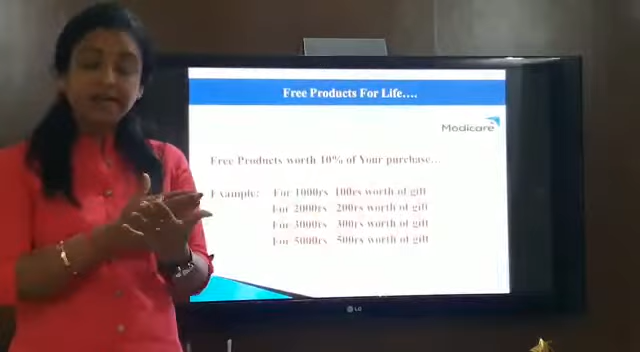 Free Products For Life....
Modicare
Free Products worth 10% of Your purchase...
Example: For 1000rs 100rs worth of gift
For 2000rs 200rs worth of gift
For 3000rs 300rs worth of gift
For 5000rs 500rs worth of gift
LG